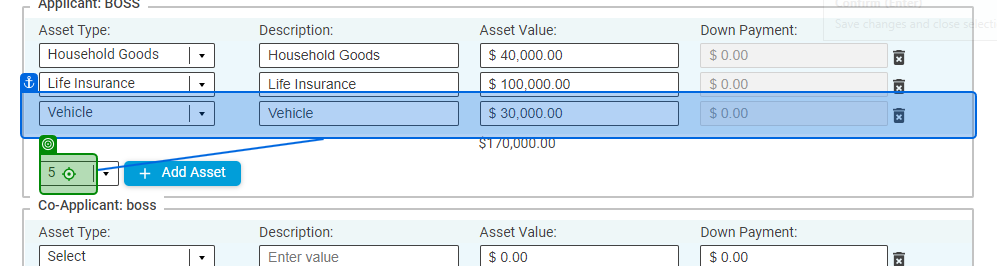 Applicant: BOSS
Confirm (Enter)
Save changes and close selecti
Asset Type: Description: Asset Value: Down Payment:
Household Goods Household Goods $ 40,000.00 $ 0.00
Life Insurance Life Insurance $ 100,000.00 $ 0.00
Vehicle Vehicle $ 30,000.00 $ 0.00
$170,000.00
5 + Add Asset
Co-Applicant: boss
Asset Type: Description: Asset Value: Down Payment:
Select Enter value $ 0.00 $ 0.00